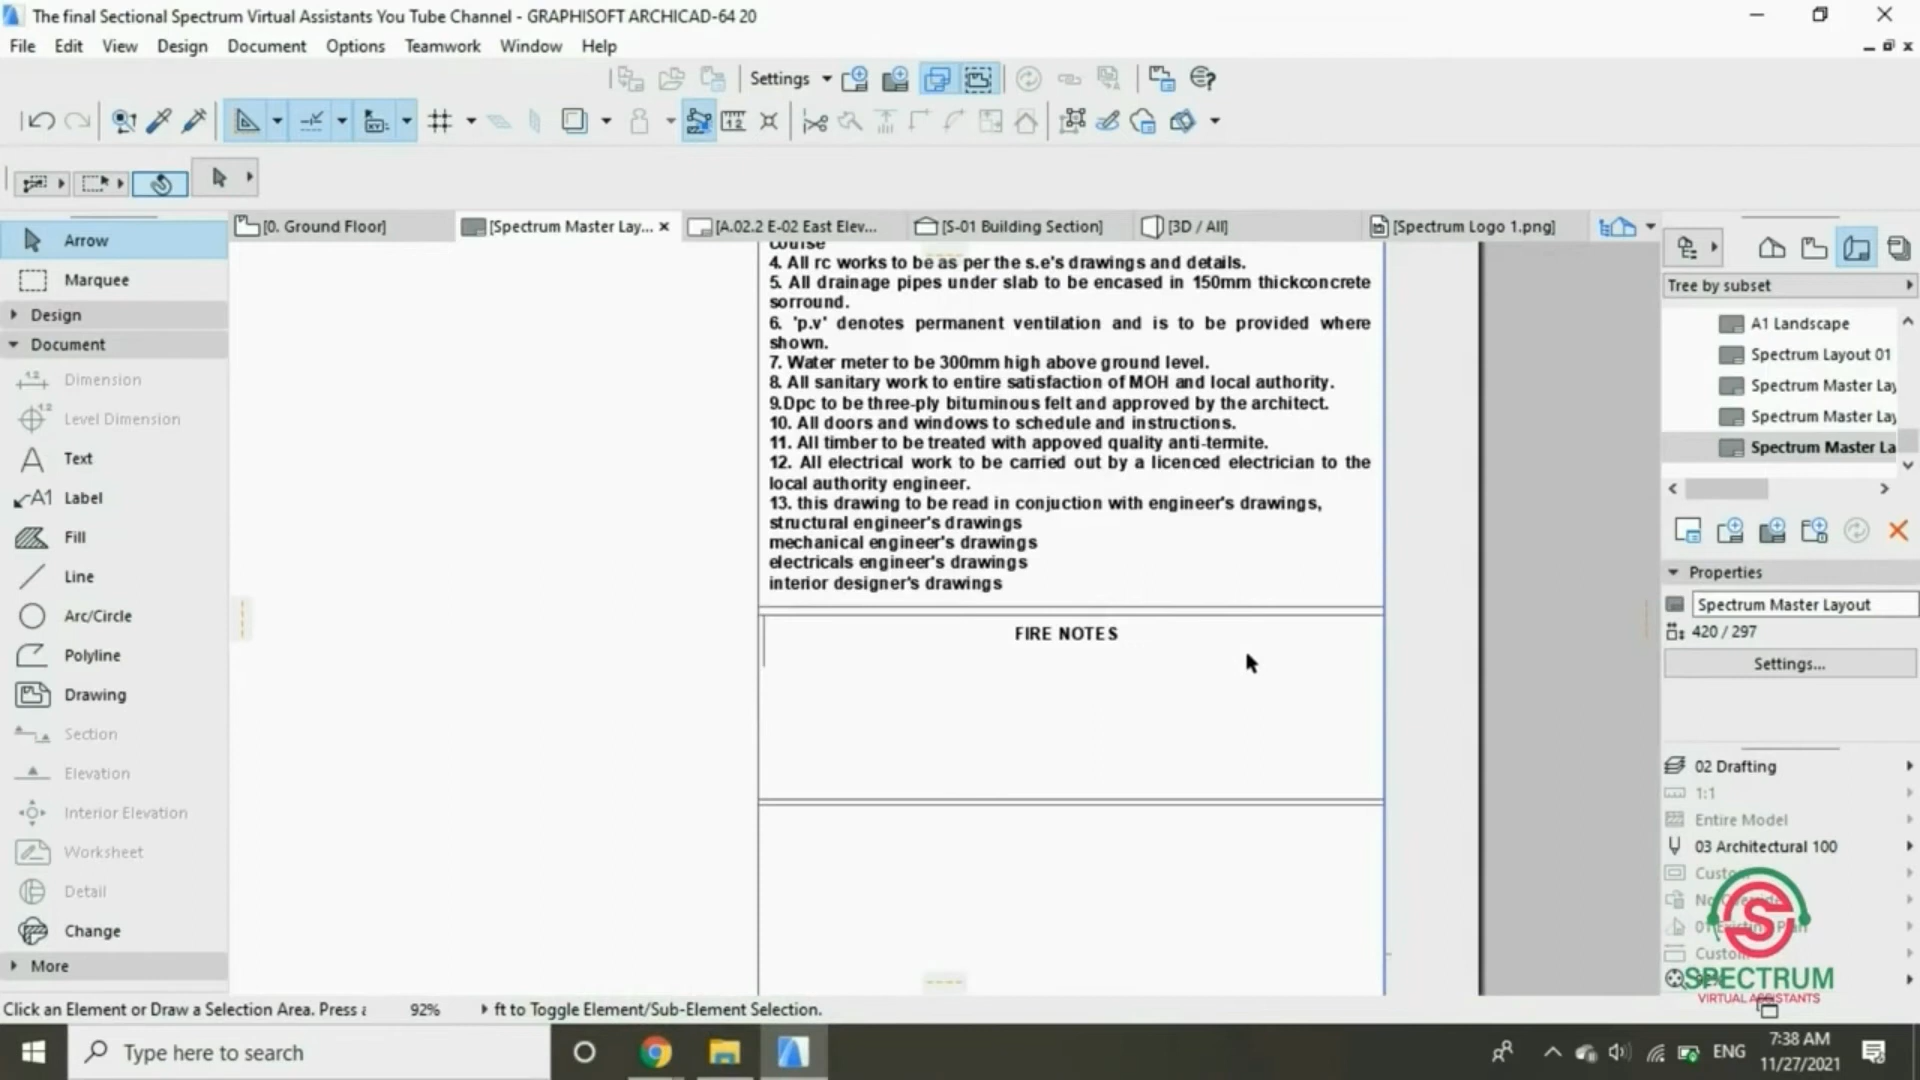 The final Sectional Spectrum Virtual Assistants You Tube Channel - GRAPHISOFT ARCHICAD-64 20
File Edit View Design Document Options Teamwork Window Help
Settings
[0. Ground Floor] [Spectrum Master Lay... [A.02.2 E-02 East Elev... [S-01 Building Section] [3D / All] [Spectrum Logo 1.png]
Arrow
Marquee
Design
Document
Dimension
Level Dimension
Text
Label
Fill
Line
Arc/Circle
Polyline
Drawing
Section
Elevation
Interior Elevation
Worksheet
Detail
Change
More
course
4. All rc works to be as per the s.e's drawings and details.
5. All drainage pipes under slab to be encased in 150mm thickconcrete
sorround.
6. 'p.v' denotes permanent ventilation and is to be provided where
shown.
7. Water meter to be 300mm high above ground level.
8. All sanitary work to entire satisfaction of MOH and local authority.
9.Dpc to be three-ply bituminous felt and approved by the architect.
10. All doors and windows to schedule and instructions.
11. All timber to be treated with appoved quality anti-termite.
12. All electrical work to be carried out by a licenced electrician to the
local authority engineer.
13. this drawing to be read in conjuction with engineer's drawings,
structural engineer's drawings
mechanical engineer's drawings
electricals engineer's drawings
interior designer's drawings
FIRE NOTES
Tree by subset
A1 Landscape
Spectrum Layout 01
Spectrum Master Lay
Spectrum Master Lay
Spectrum Master La
Properties
Spectrum Master Layout
420 / 297
Settings...
02 Drafting
1:1
Entire Model
03 Architectural 100
Custo
Custo
SPECTRUM
VIRTUAL ASSISTANTS
Click an Element or Draw a Selection Area. Press 92% ft to Toggle Element/Sub-Element Selection.
Type here to search
ENG
7:38 AM
11/27/2021